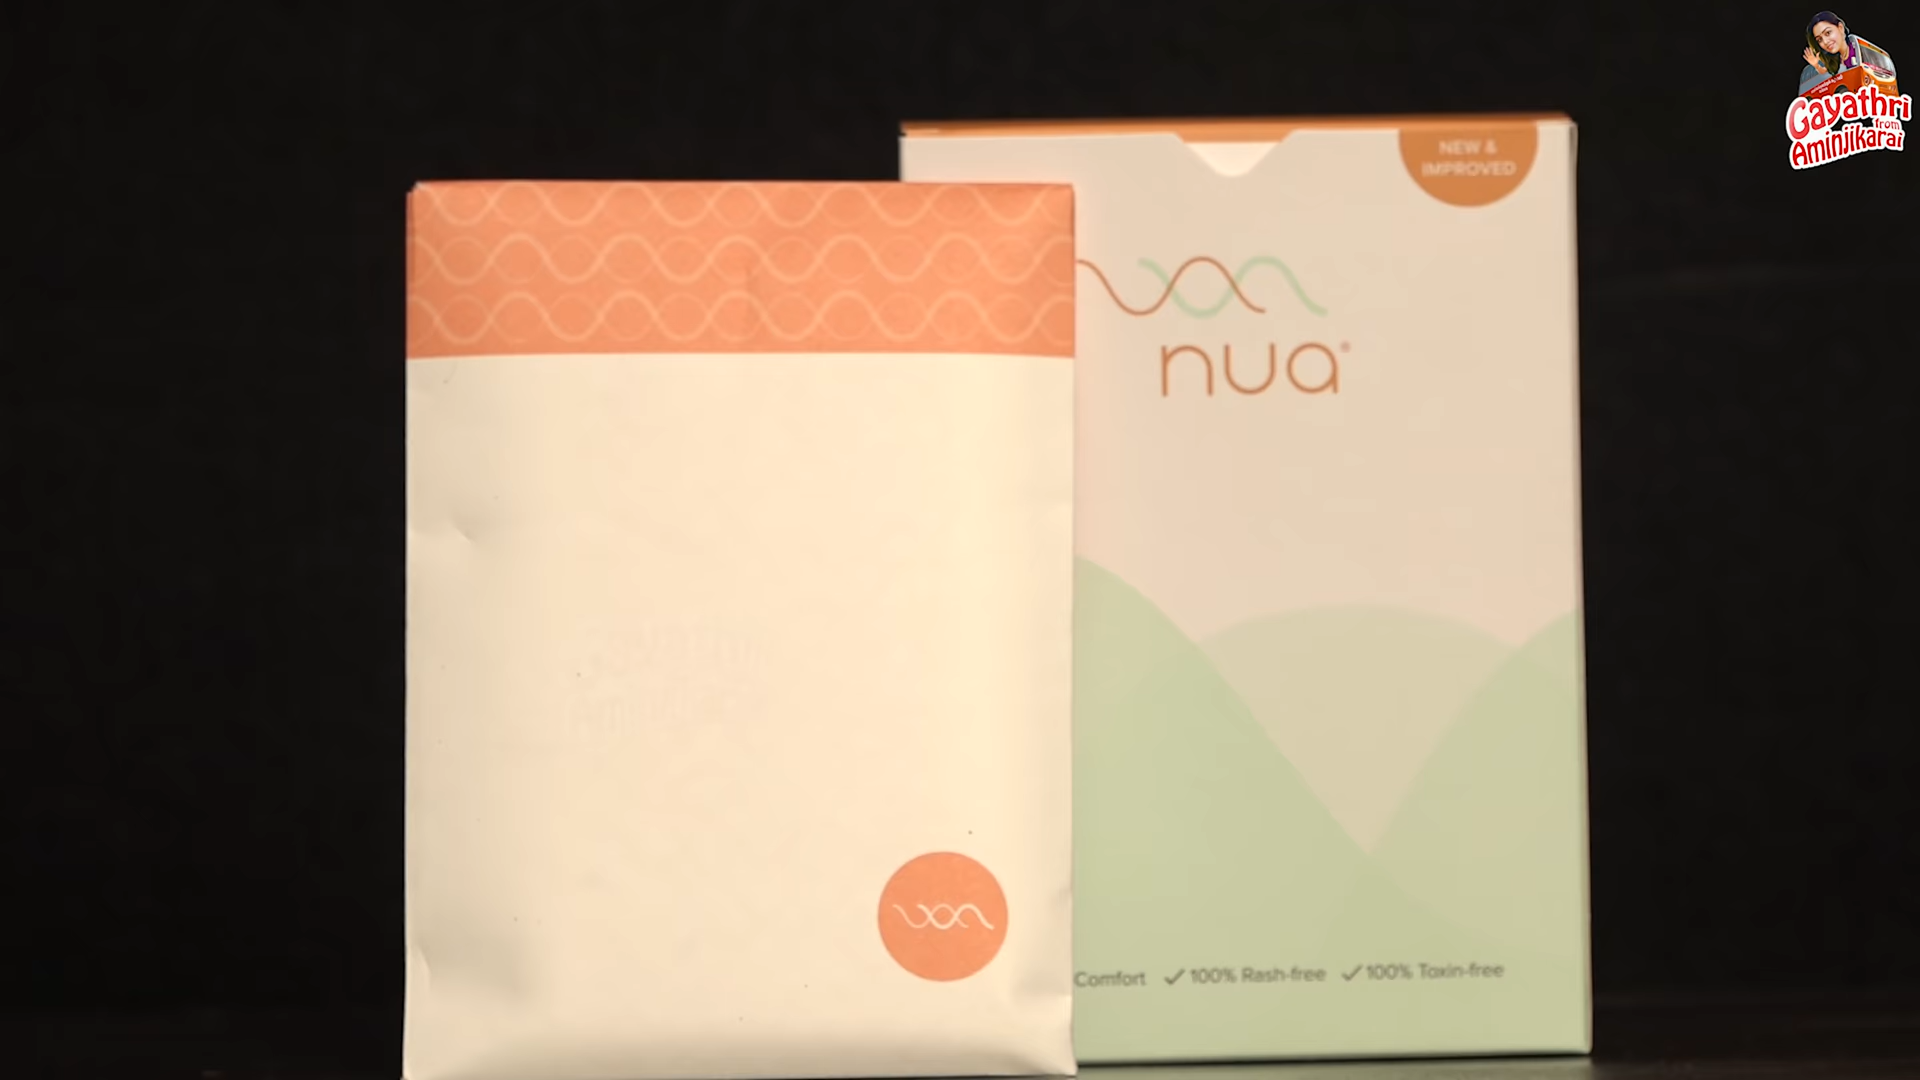 Gayathri
from
Aminjikarai
NEW &
IMPROVED
nua®
Comfort ✓ 100% Rash-free ✓ 100% Toxin-free